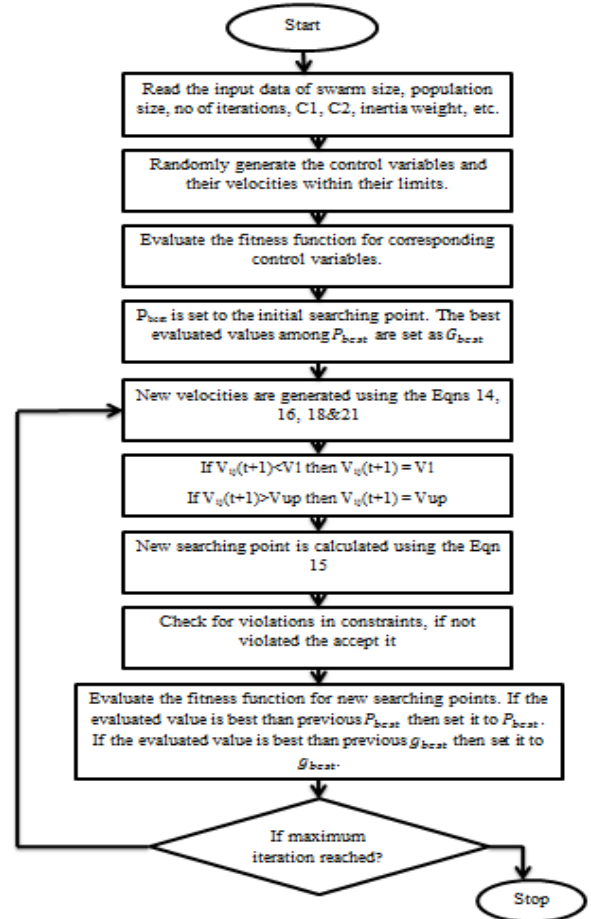 Start
Read the input data of swarm size, population
size, no of iterations, C1, C2, inertia weight, etc.
Randomly generate the control variables and
their velocities within their limits.
Evaluate the fitness function for corresponding
control variables.
Pbest is set to the initial searching point. The best
evaluated values among Pbest are set as Gbest
New velocities are generated using the Eqns 14,
16, 18&21
If Vij(t+1)<V1 then Vij(t+1) = V1
If Vij(t+1)>Vup then Vij(t+1) = Vup
New searching point is calculated using the Eqn
15
Check for violations in constraints, if not
violated the accept it
Evaluate the fitness function for new searching points. If the
evaluated value is best than previous Pbest then set it to Pbest.
If the evaluated value is best than previous gbest then set it to
gbest.
If maximum
iteration reached?
Stop